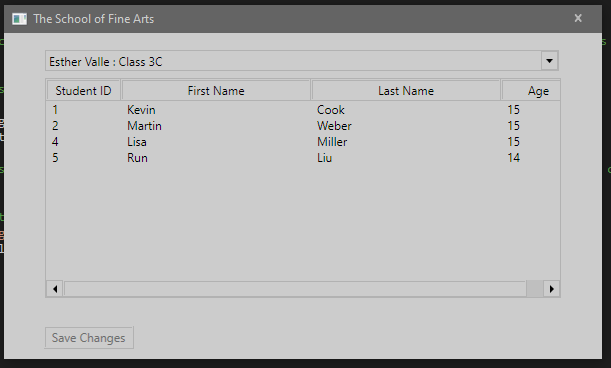 The School of Fine Arts
Esther Valle : Class 3C
Student ID First Name Last Name Age
1 Kevin Cook 15
2 Martin Weber 15
4 Lisa Miller 15
5 Run Liu 14
Save Changes